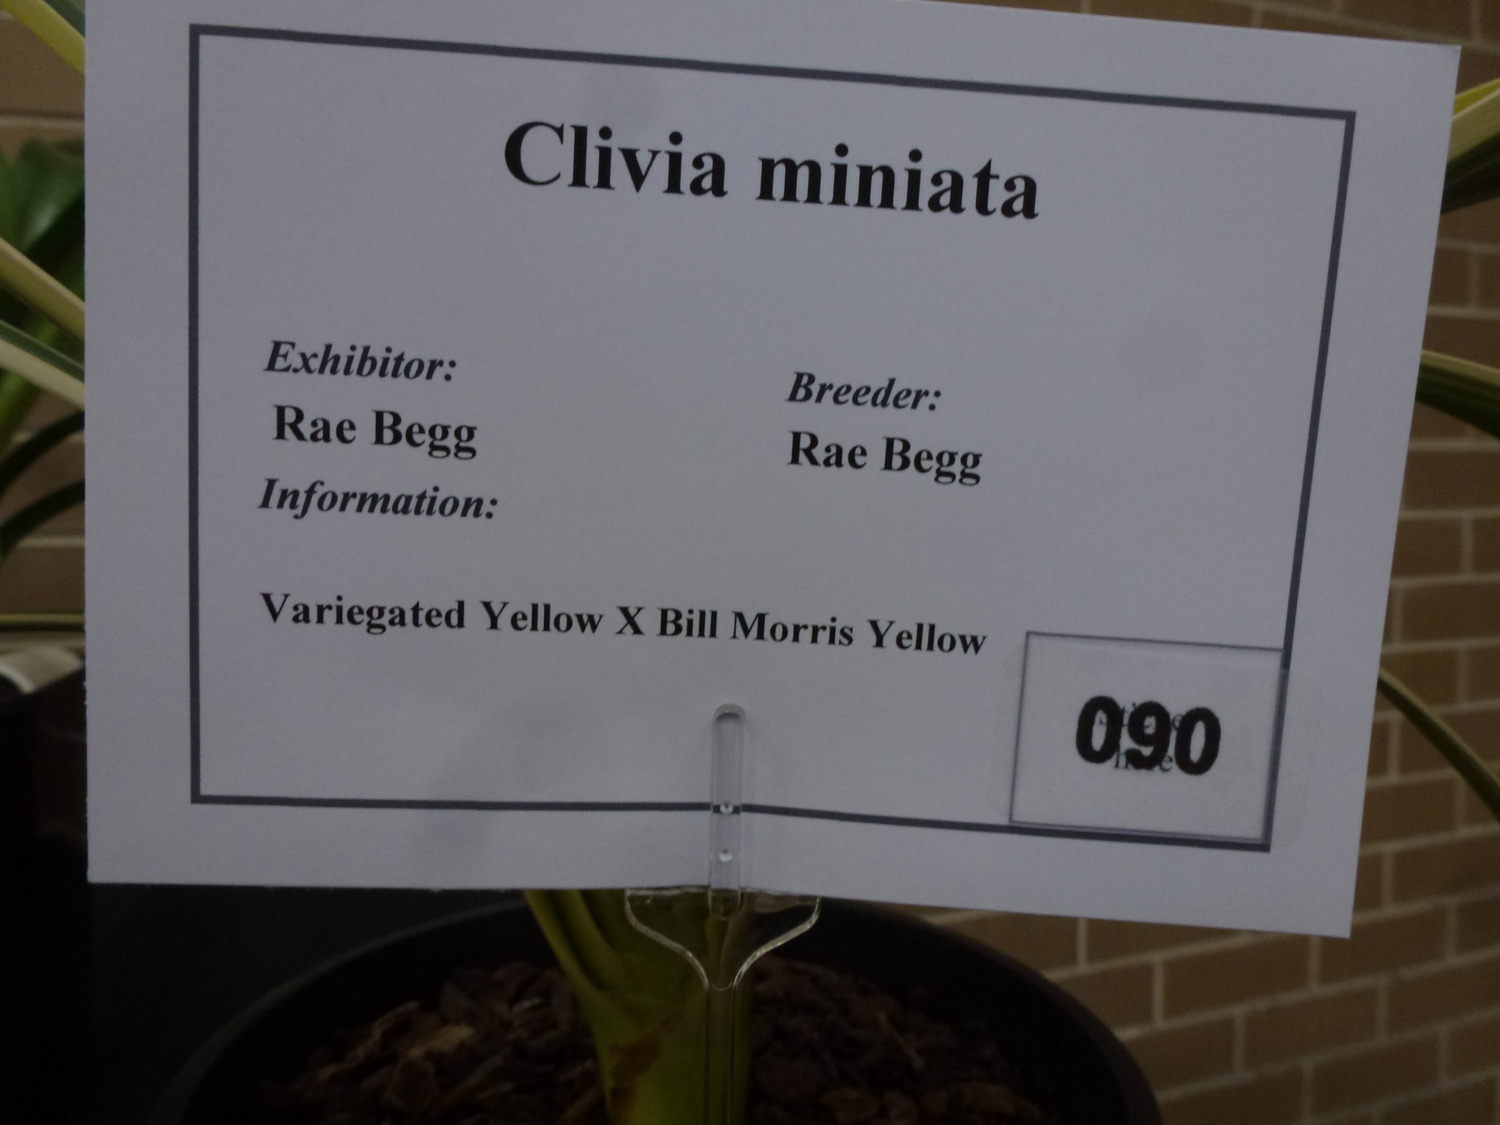 Clivia miniata
Exhibitor:
Rae Begg
Breeder:
Rae Begg
Information:
Variegated Yellow X Bill Morris Yellow
090